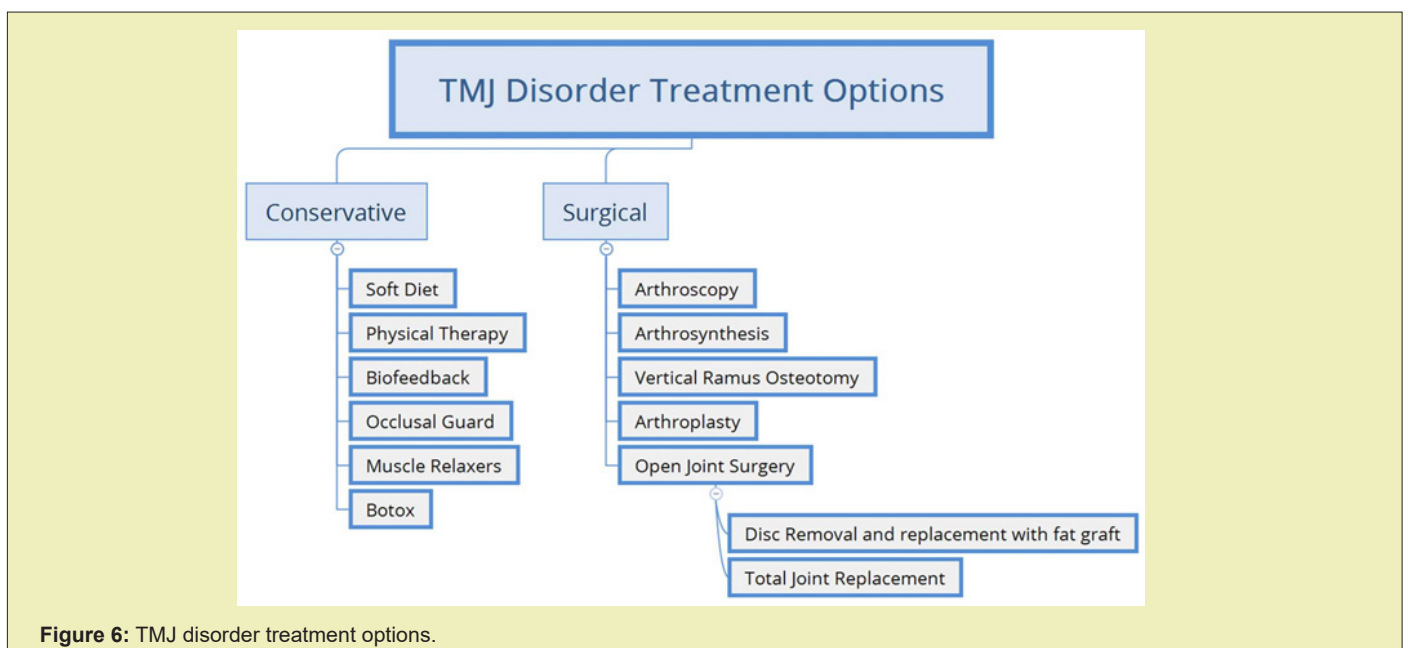 TMJ Disorder Treatment Options
Conservative
Soft Diet
Physical Therapy
Biofeedback
Occlusal Guard
Muscle Relaxers
Botox
Surgical
Arthroscopy
Arthrosynthesis
Vertical Ramus Osteotomy
Arthroplasty
Open Joint Surgery
Disc Removal and replacement with fat graft
Total Joint Replacement
Figure 6: TMJ disorder treatment options.